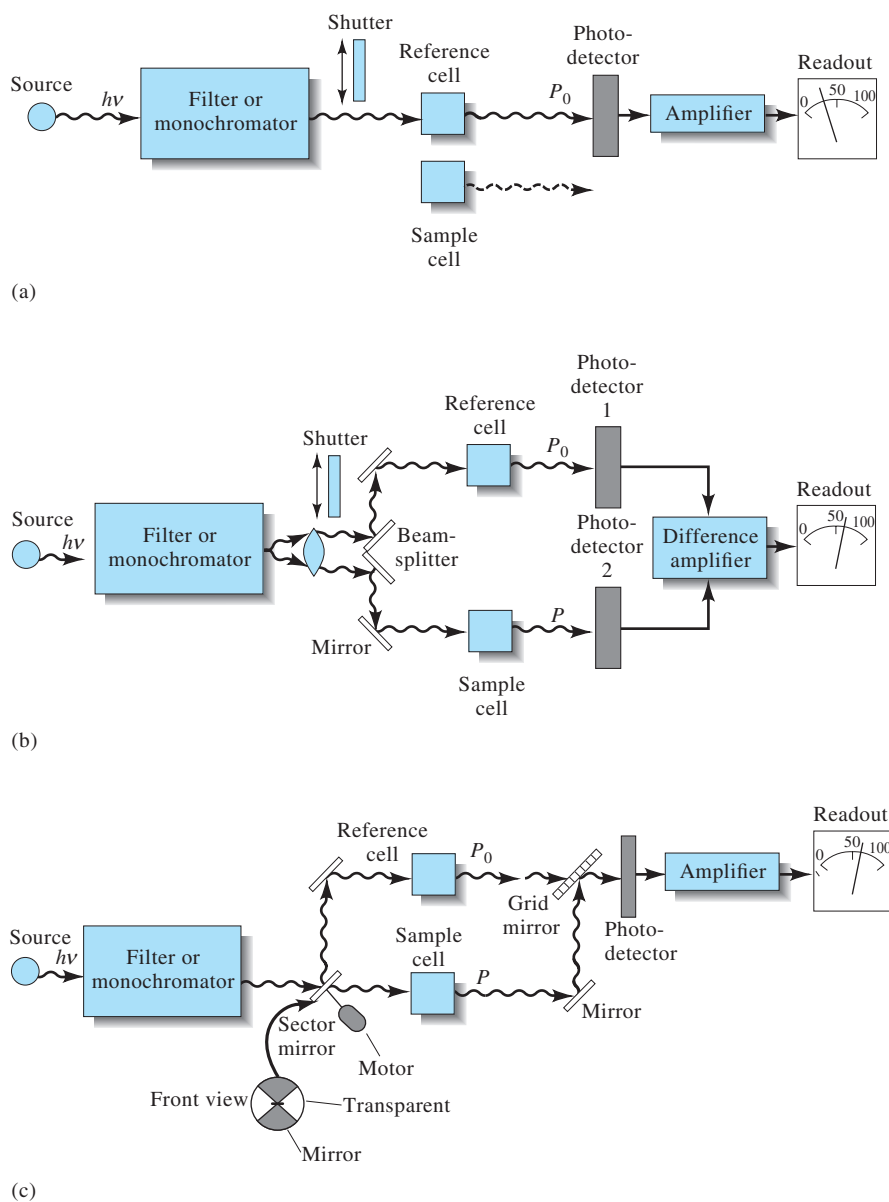 Shutter
Photo-
detector
Reference
cell
Readout
Source
hν
Filter or
monochromator
P0
Amplifier
0 50 100
Sample
cell
(a)
Photo-
detector
1
Reference
cell
Shutter
P0
Readout
Source
hν
Filter or
monochromator
Beam-
splitter
Photo-
detector
2
Difference
amplifier
0 50 100
P
Mirror
Sample
cell
(b)
Readout
Reference
cell
P0
0 50 100
Amplifier
Grid
mirror
Source
hν
Filter or
monochromator
Sample
cell
Photo-
detector
P
Sector
mirror
Mirror
Motor
Front view
Transparent
Mirror
(c)